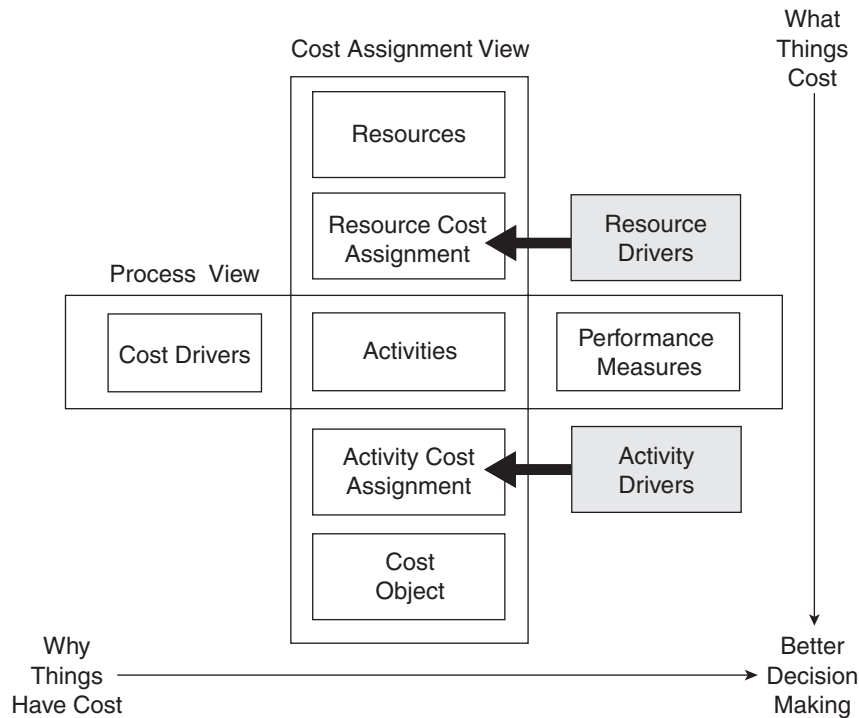 What
Things
Cost
Cost Assignment View
Resources
Resource Cost
Assignment
Resource
Drivers
Process View
Cost Drivers
Activities
Performance
Measures
Activity Cost
Assignment
Activity
Drivers
Cost
Object
Why
Things
Have Cost
Better
Decision
Making